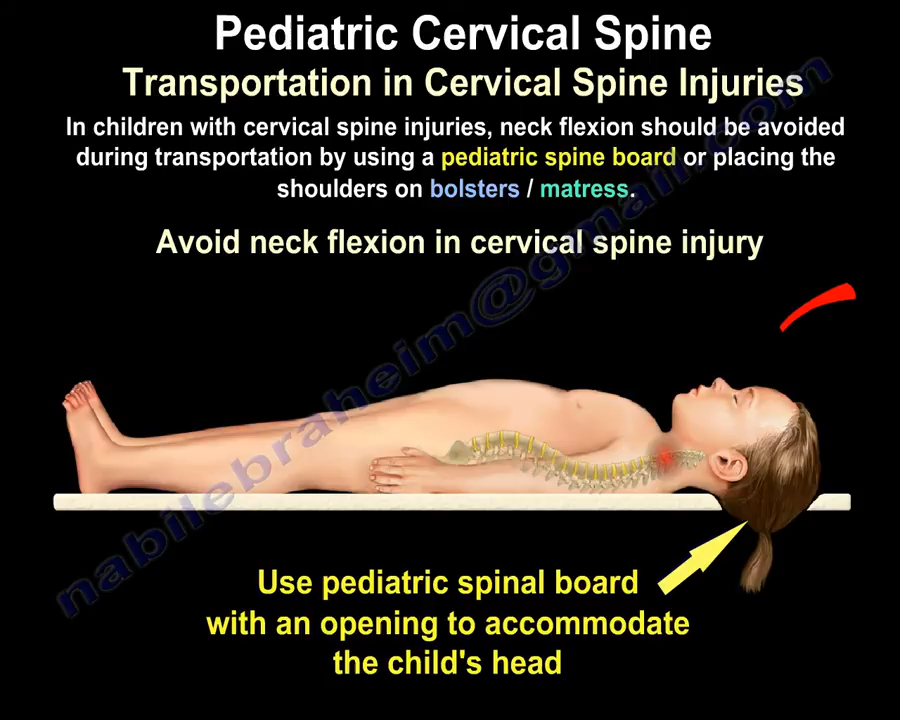 Pediatric Cervical Spine
Transportation in Cervical Spine Injuries
In children with cervical spine injuries, neck flexion should be avoided
during transportation by using a pediatric spine board or placing the
shoulders on bolsters / matress.
Avoid neck flexion in cervical spine injury
nabilebraheim@gmail.com
Use pediatric spinal board
with an opening to accommodate
the child's head